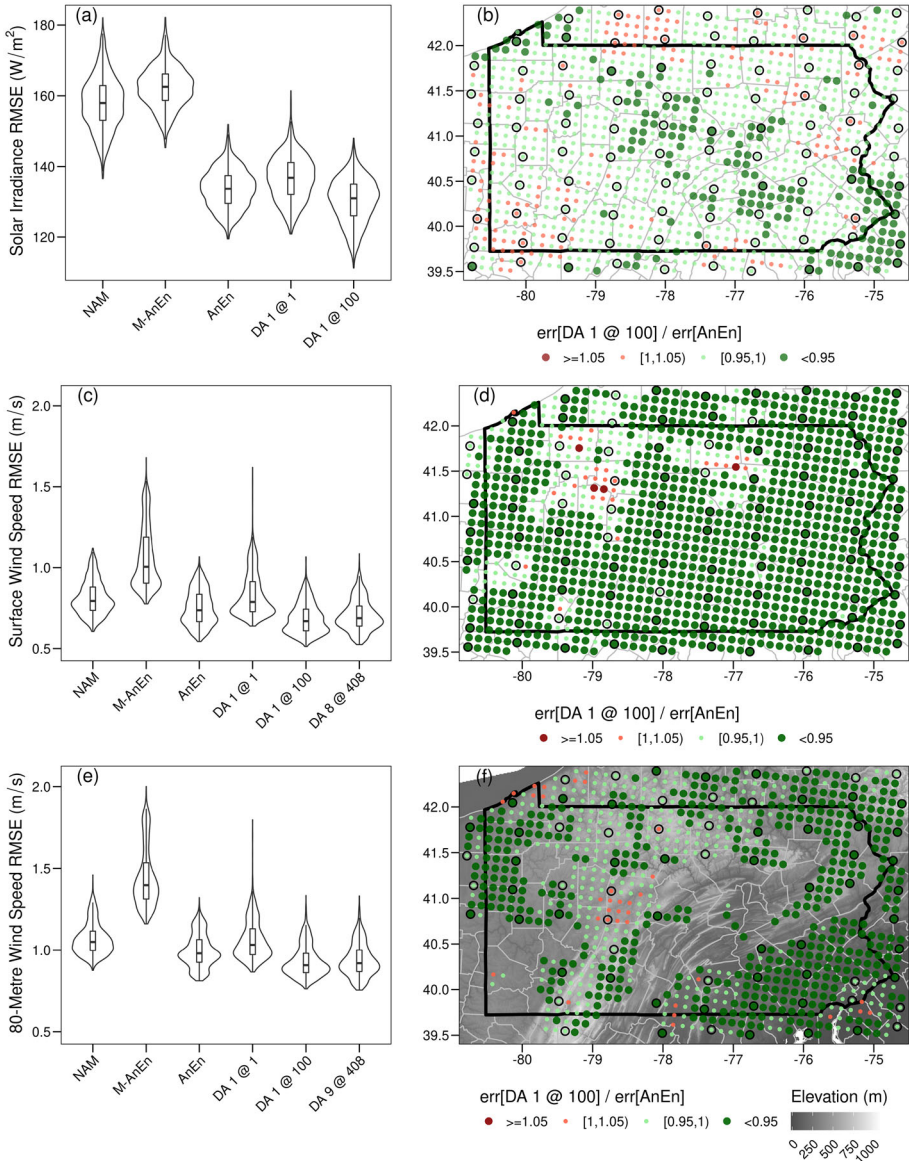 (a)
Solar Irradiance RMSE (W/m²)
160
140
120
NAM
M-AnEn
AnEn
DA 1 @ 1
DA 1 @ 100
(b)
42.0
41.5
41.0
40.5
40.0
39.5
-80
-79
-78
-77
-76
-75
err[DA 1 @ 100] / err[AnEn]
>=1.05
[1,1.05)
[0.95,1)
<0.95
(c)
Surface Wind Speed RMSE (m/s)
2.0
1.5
1.0
0.5
NAM
M-AnEn
AnEn
DA 1 @ 1
DA 1 @ 100
DA 8 @ 408
(d)
42.0
41.5
41.0
40.5
40.0
39.5
-80
-79
-78
-77
-76
-75
err[DA 1 @ 100] / err[AnEn]
>=1.05
[1,1.05)
[0.95,1)
<0.95
(e)
80-Metre Wind Speed RMSE (m/s)
2.0
1.5
1.0
0.5
NAM
M-AnEn
AnEn
DA 1 @ 1
DA 1 @ 100
DA 9 @ 408
(f)
42.0
41.5
41.0
40.5
40.0
39.5
-80
-79
-78
-77
-76
-75
err[DA 1 @ 100] / err[AnEn]
>=1.05
[1,1.05)
[0.95,1)
<0.95
Elevation (m)
0
250
500
750
1000